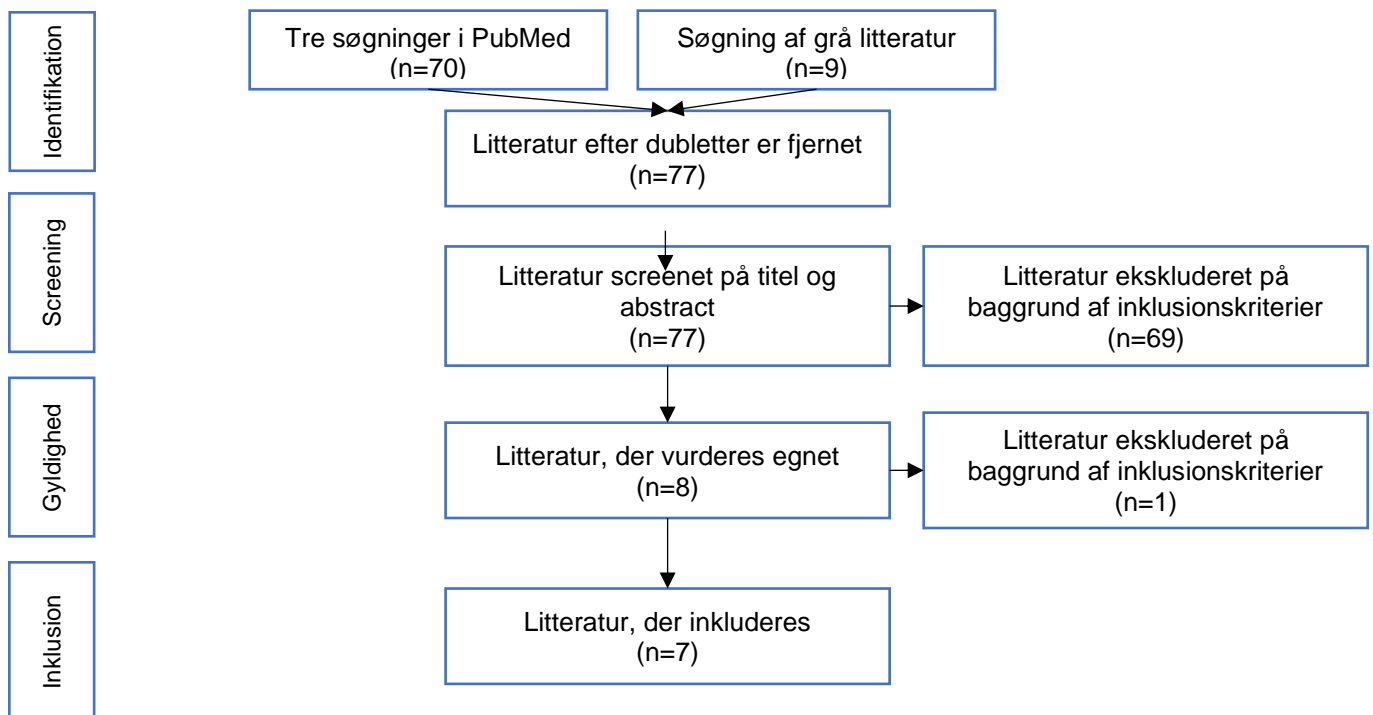 Identifikation
Tre søgninger i PubMed
(n=70)
Søgning af grå litteratur
(n=9)
Litteratur efter dubletter er fjernet
(n=77)
Screening
Litteratur screenet på titel og
abstract
(n=77)
Litteratur ekskluderet på
baggrund af inklusionskriterier
(n=69)
Gyldighed
Litteratur, der vurderes egnet
(n=8)
Litteratur ekskluderet på
baggrund af inklusionskriterier
(n=1)
Inklusion
Litteratur, der inkluderes
(n=7)